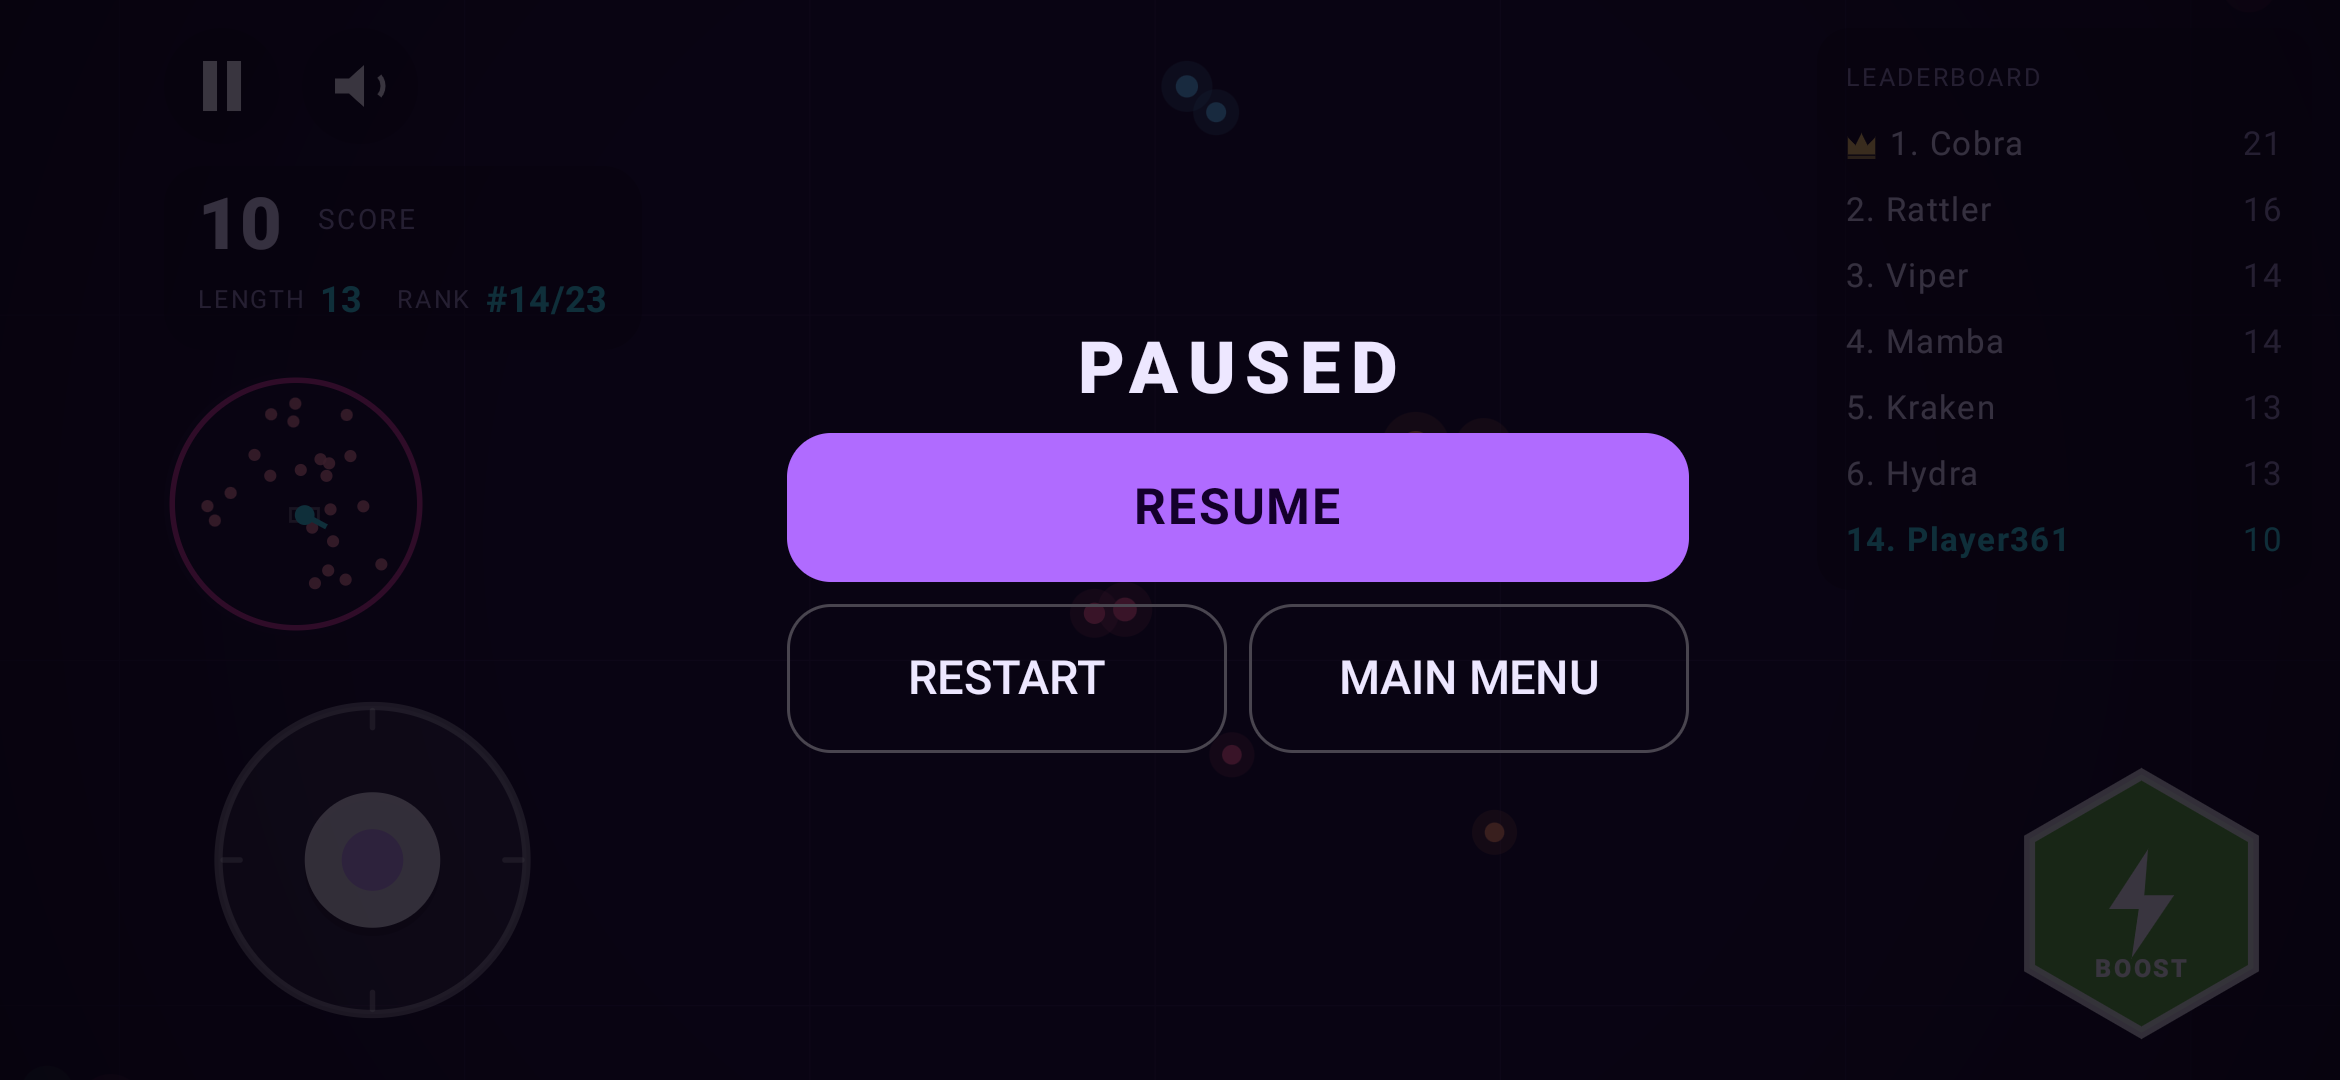 10 SCORE
LENGTH 13 RANK #14/23
LEADERBOARD
1. Cobra 21
2. Rattler 16
3. Viper 14
4. Mamba 14
5. Kraken 13
6. Hydra 13
14. Player361 10
PAUSED
RESUME
RESTART MAIN MENU
BOOST